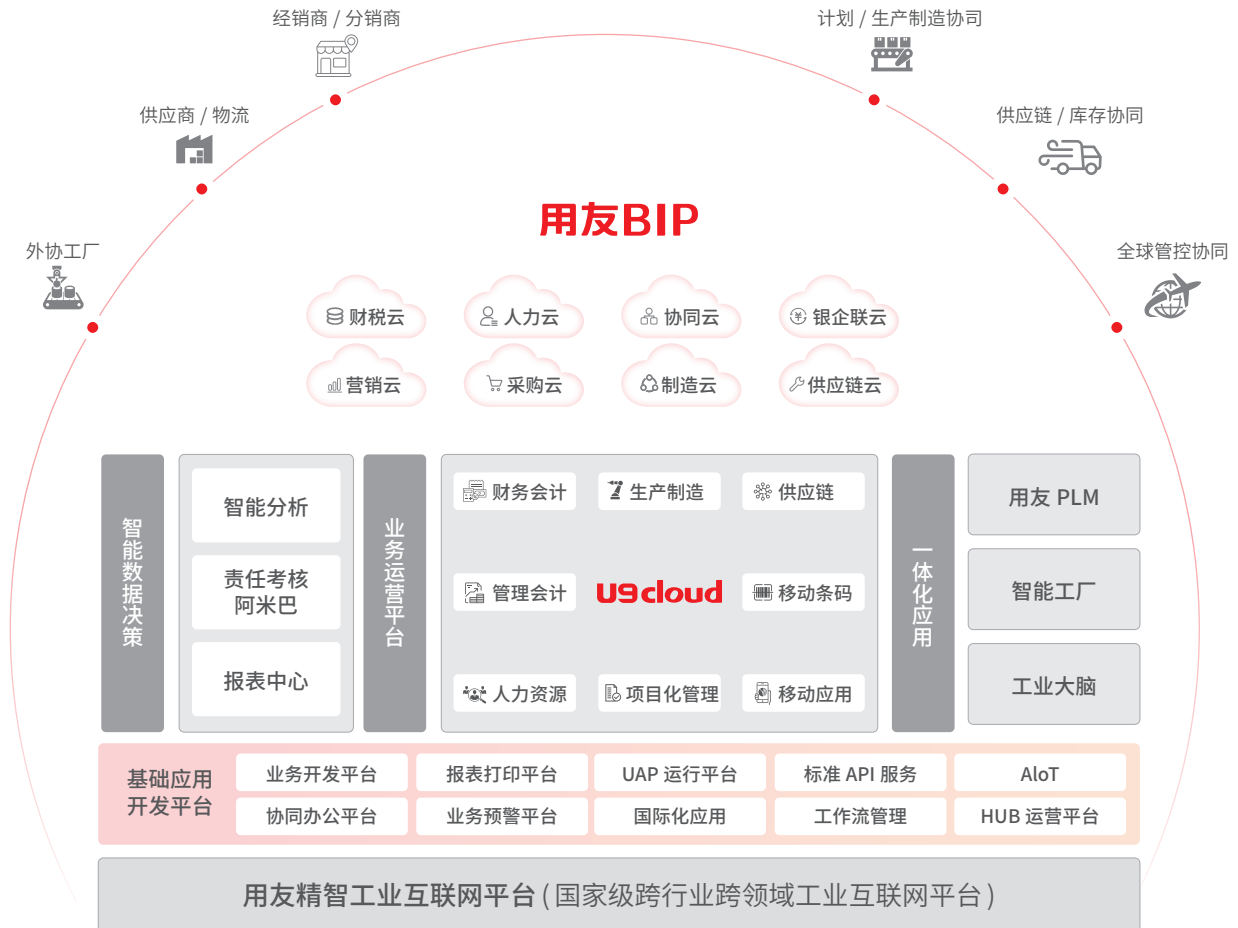 经销商 / 分销商
计划 / 生产制造协同
供应商 / 物流
供应链 / 库存协同
外协工厂
全球管控协同
用友BIP
财税云
人力云
协同云
银企联云
营销云
采购云
制造云
供应链云
智能数据决策
智能分析
责任考核
阿米巴
报表中心
业务运营平台
财务会计
生产制造
供应链
管理会计
U9cloud
移动条码
人力资源
项目化管理
移动应用
一体化应用
用友 PLM
智能工厂
工业大脑
基础应用
开发平台
业务开发平台
报表打印平台
UAP 运行平台
标准 API 服务
AIoT
协同办公平台
业务预警平台
国际化应用
工作流管理
HUB 运营平台
用友精智工业互联网平台 ( 国家级跨行业跨领域工业互联网平台 )